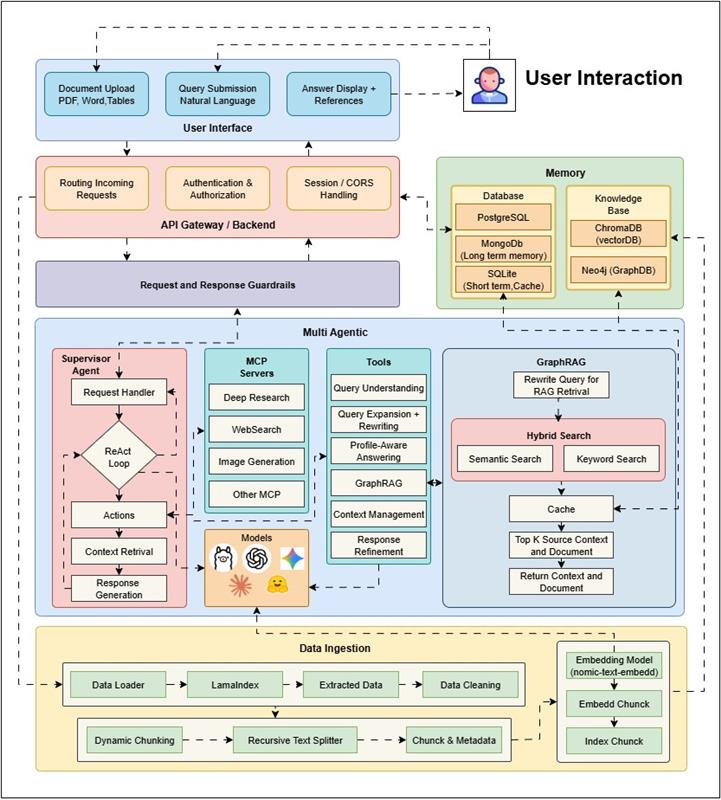 User Interaction
Document Upload
PDF, Word,Tables
Query Submission
Natural Language
Answer Display +
References
User Interface
Routing Incoming
Requests
Authentication &
Authorization
Session / CORS
Handling
API Gateway / Backend
Memory
Database
PostgreSQL
MongoDb
(Long term memory)
SQLite
(Short term,Cache)
Knowledge
Base
ChromaDB
(vectorDB)
Neo4j (GraphDB)
Request and Response Guardrails
Multi Agentic
Supervisor
Agent
Request Handler
ReAct
Loop
Actions
Context Retrival
Response
Generation
MCP
Servers
Deep Research
WebSearch
Image Generation
Other MCP
Models
Tools
Query Understanding
Query Expansion +
Rewriting
Profile-Aware
Answering
GraphRAG
Context Management
Response
Refinement
GraphRAG
Rewrite Query for
RAG Retrival
Hybrid Search
Semantic Search
Keyword Search
Cache
Top K Source Context
and Document
Return Context and
Document
Data Ingestion
Data Loader
LamaIndex
Extracted Data
Data Cleaning
Dynamic Chunking
Recursive Text Splitter
Chunck & Metadata
Embedding Model
(nomic-text-embedd)
Embedd Chunck
Index Chunck